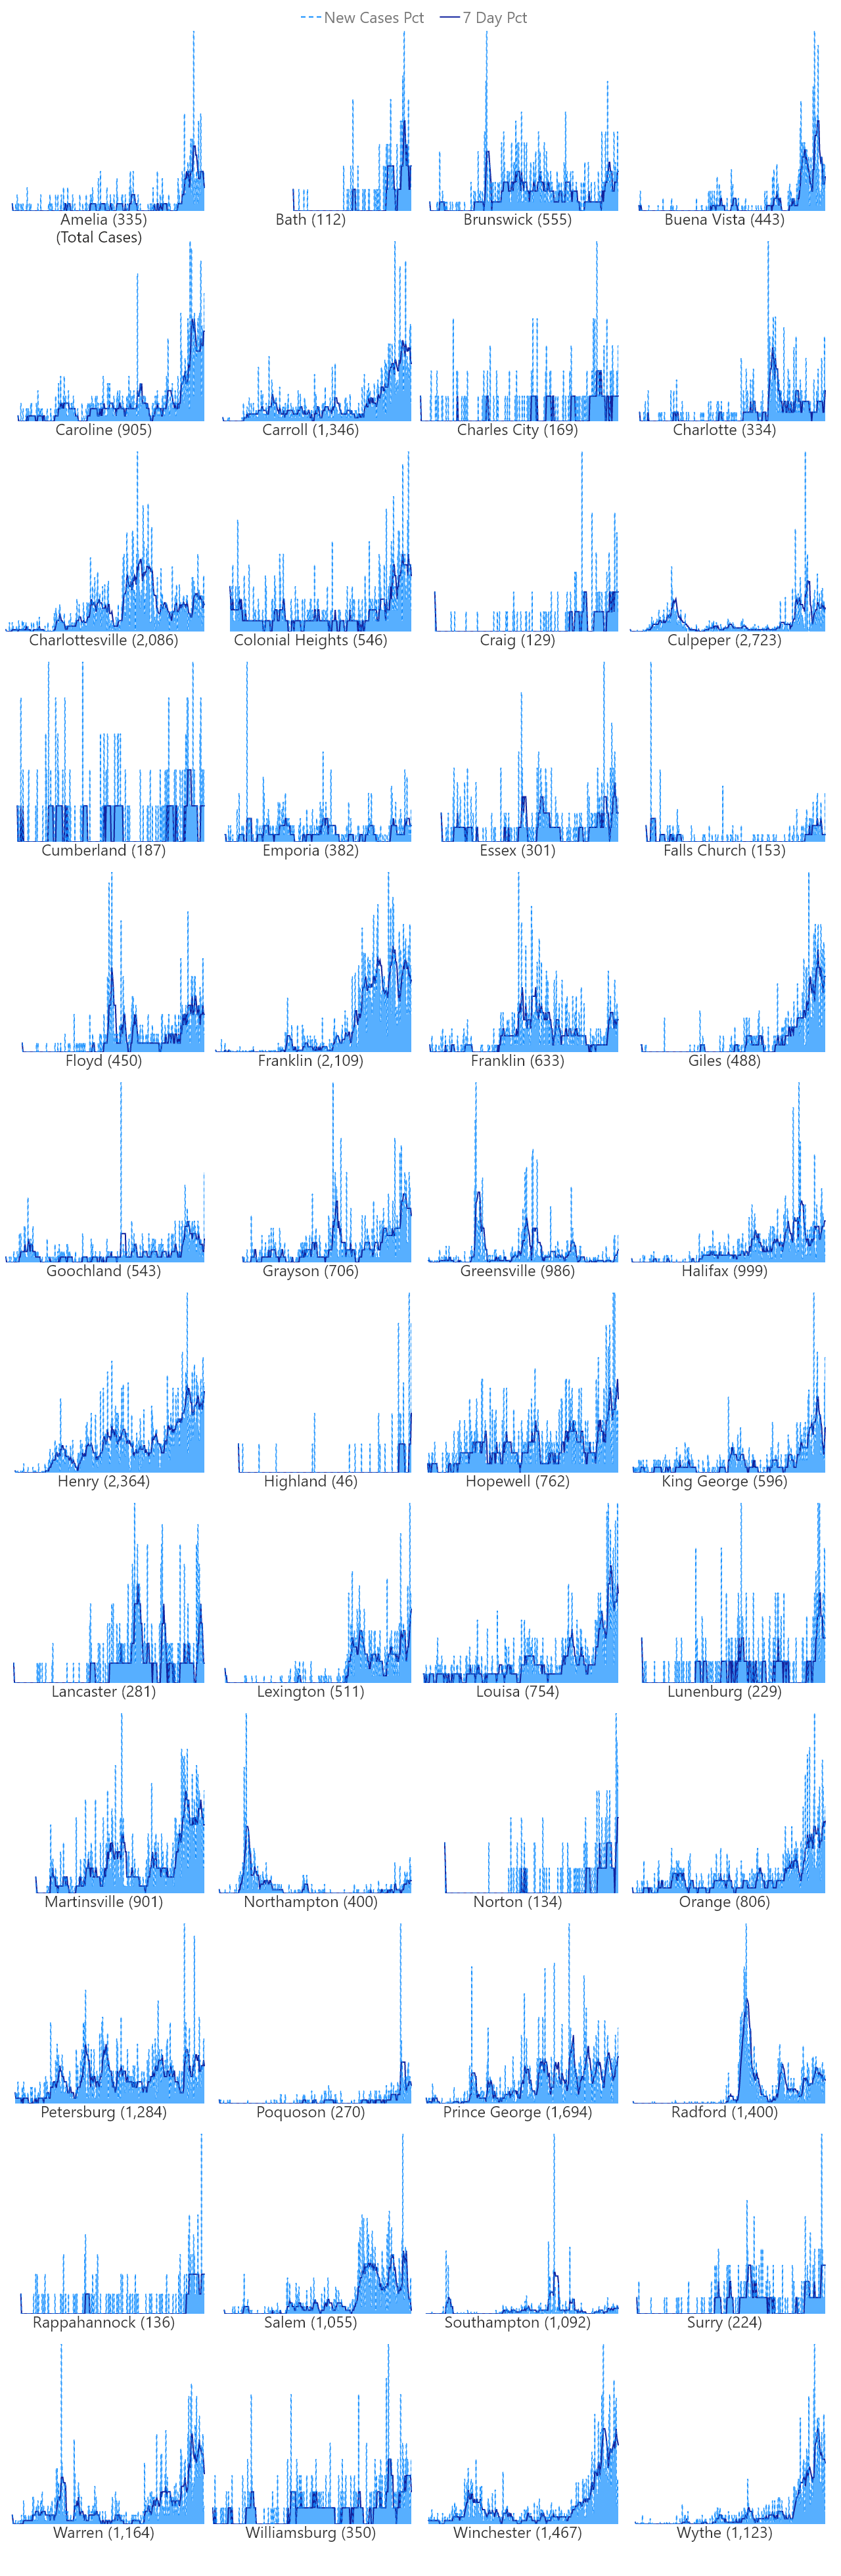 New Cases Pct 7 Day Pct
Amelia (335) Bath (112) Brunswick (555) Buena Vista (443)
(Total Cases)
Caroline (905) Carroll (1,346) Charles City (169) Charlotte (334)
Charlottesville (2,086) Colonial Heights (546) Craig (129) Culpeper (2,723)
Cumberland (187) Emporia (382) Essex (301) Falls Church (153)
Floyd (450) Franklin (2,109) Franklin (633) Giles (488)
Goochland (543) Grayson (706) Greensville (986) Halifax (999)
Henry (2,364) Highland (46) Hopewell (762) King George (596)
Lancaster (281) Lexington (511) Louisa (754) Lunenburg (229)
Martinsville (901) Northampton (400) Norton (134) Orange (806)
Petersburg (1,284) Poquoson (270) Prince George (1,694) Radford (1,400)
Rappahannock (136) Salem (1,055) Southampton (1,092) Surry (224)
Warren (1,164) Williamsburg (350) Winchester (1,467) Wythe (1,123)